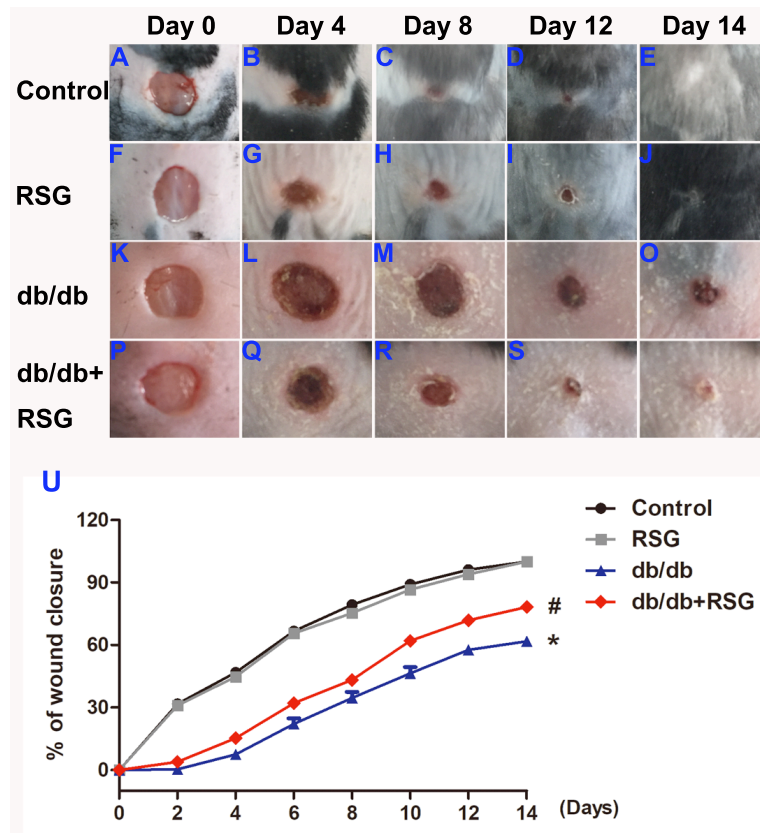 Day 0 Day 4 Day 8 Day 12 Day 14
Control
A B C D E
RSG
F G H I J
db/db
K L M O
db/db+
RSG
P Q R S
U
120
90
60
30
0
% of wound closure
0 2 4 6 8 10 12 14 (Days)
Control
RSG
db/db
db/db+RSG
#
*